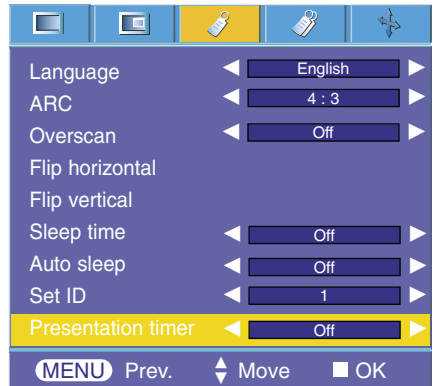 Language English
ARC 4 : 3
Overscan Off
Flip horizontal
Flip vertical
Sleep time Off
Auto sleep Off
Set ID 1
Presentation timer Off
MENU Prev. Move OK